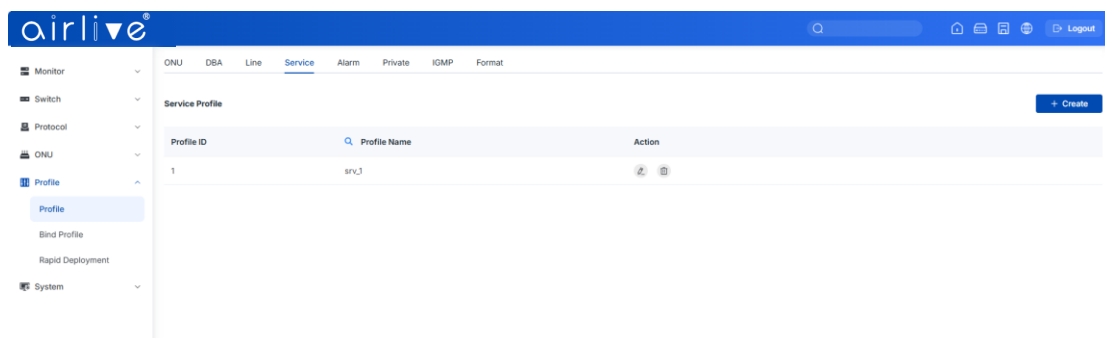 airlive®
Logout
Monitor
Switch
Protocol
ONU
Profile
Profile
Bind Profile
Rapid Deployment
System
ONU DBA Line Service Alarm Private IGMP Format
Service Profile
+ Create
Profile ID Profile Name Action
1 srv_1